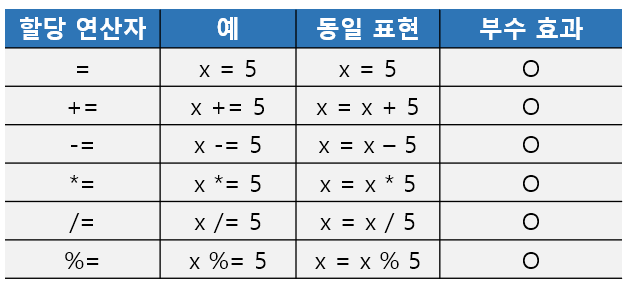 할당 연산자 예 동일 표현 부수 효과
= x = 5 x = 5 O
+= x += 5 x = x + 5 O
-= x -= 5 x = x – 5 O
*= x *= 5 x = x * 5 O
/= x /= 5 x = x / 5 O
%= x %= 5 x = x % 5 O